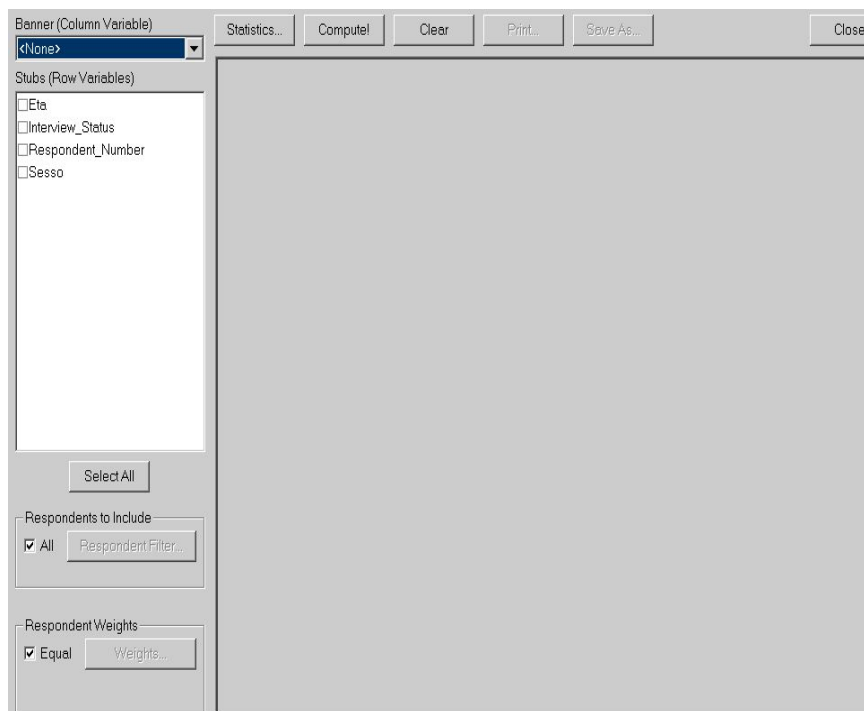 Banner (Column Variable)
<None>
Statistics...
Compute!
Clear
Print...
Save As...
Close
Stubs (Row Variables)
Eta
Interview_Status
Respondent_Number
Sesso
Select All
Respondents to Include
All
Respondent Filter...
Respondent Weights
Equal
Weights...